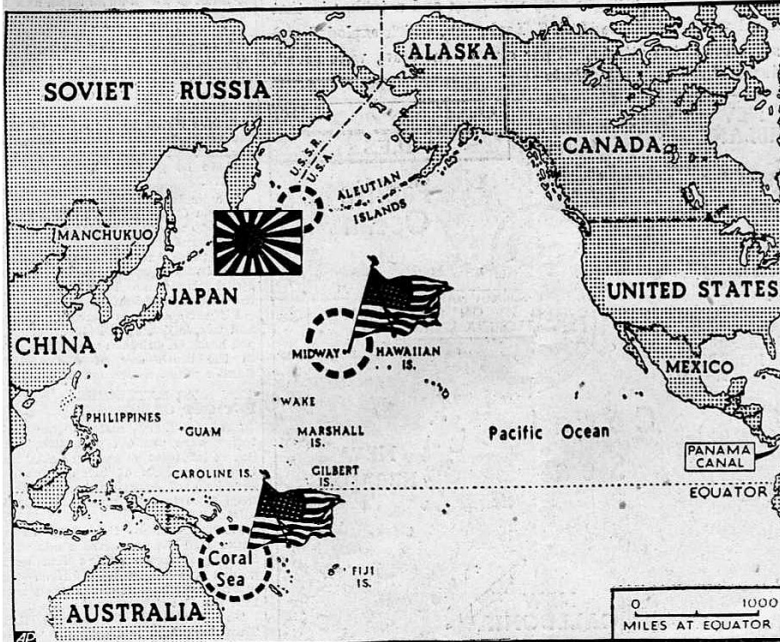 ALASKA
SOVIET RUSSIA
CANADA
U.S.S.R.
U.S.A.
ALEUTIAN
ISLANDS
MANCHUKUO
JAPAN
UNITED STATES
CHINA
MIDWAY
HAWAIIAN
IS.
MEXICO
WAKE
PHILIPPINES
GUAM
MARSHALL
IS.
Pacific Ocean
PANAMA
CANAL
CAROLINE IS.
GILBERT
IS.
EQUATOR
Coral
Sea
FIJI
IS.
AUSTRALIA
0 1000
MILES AT EQUATOR
AP